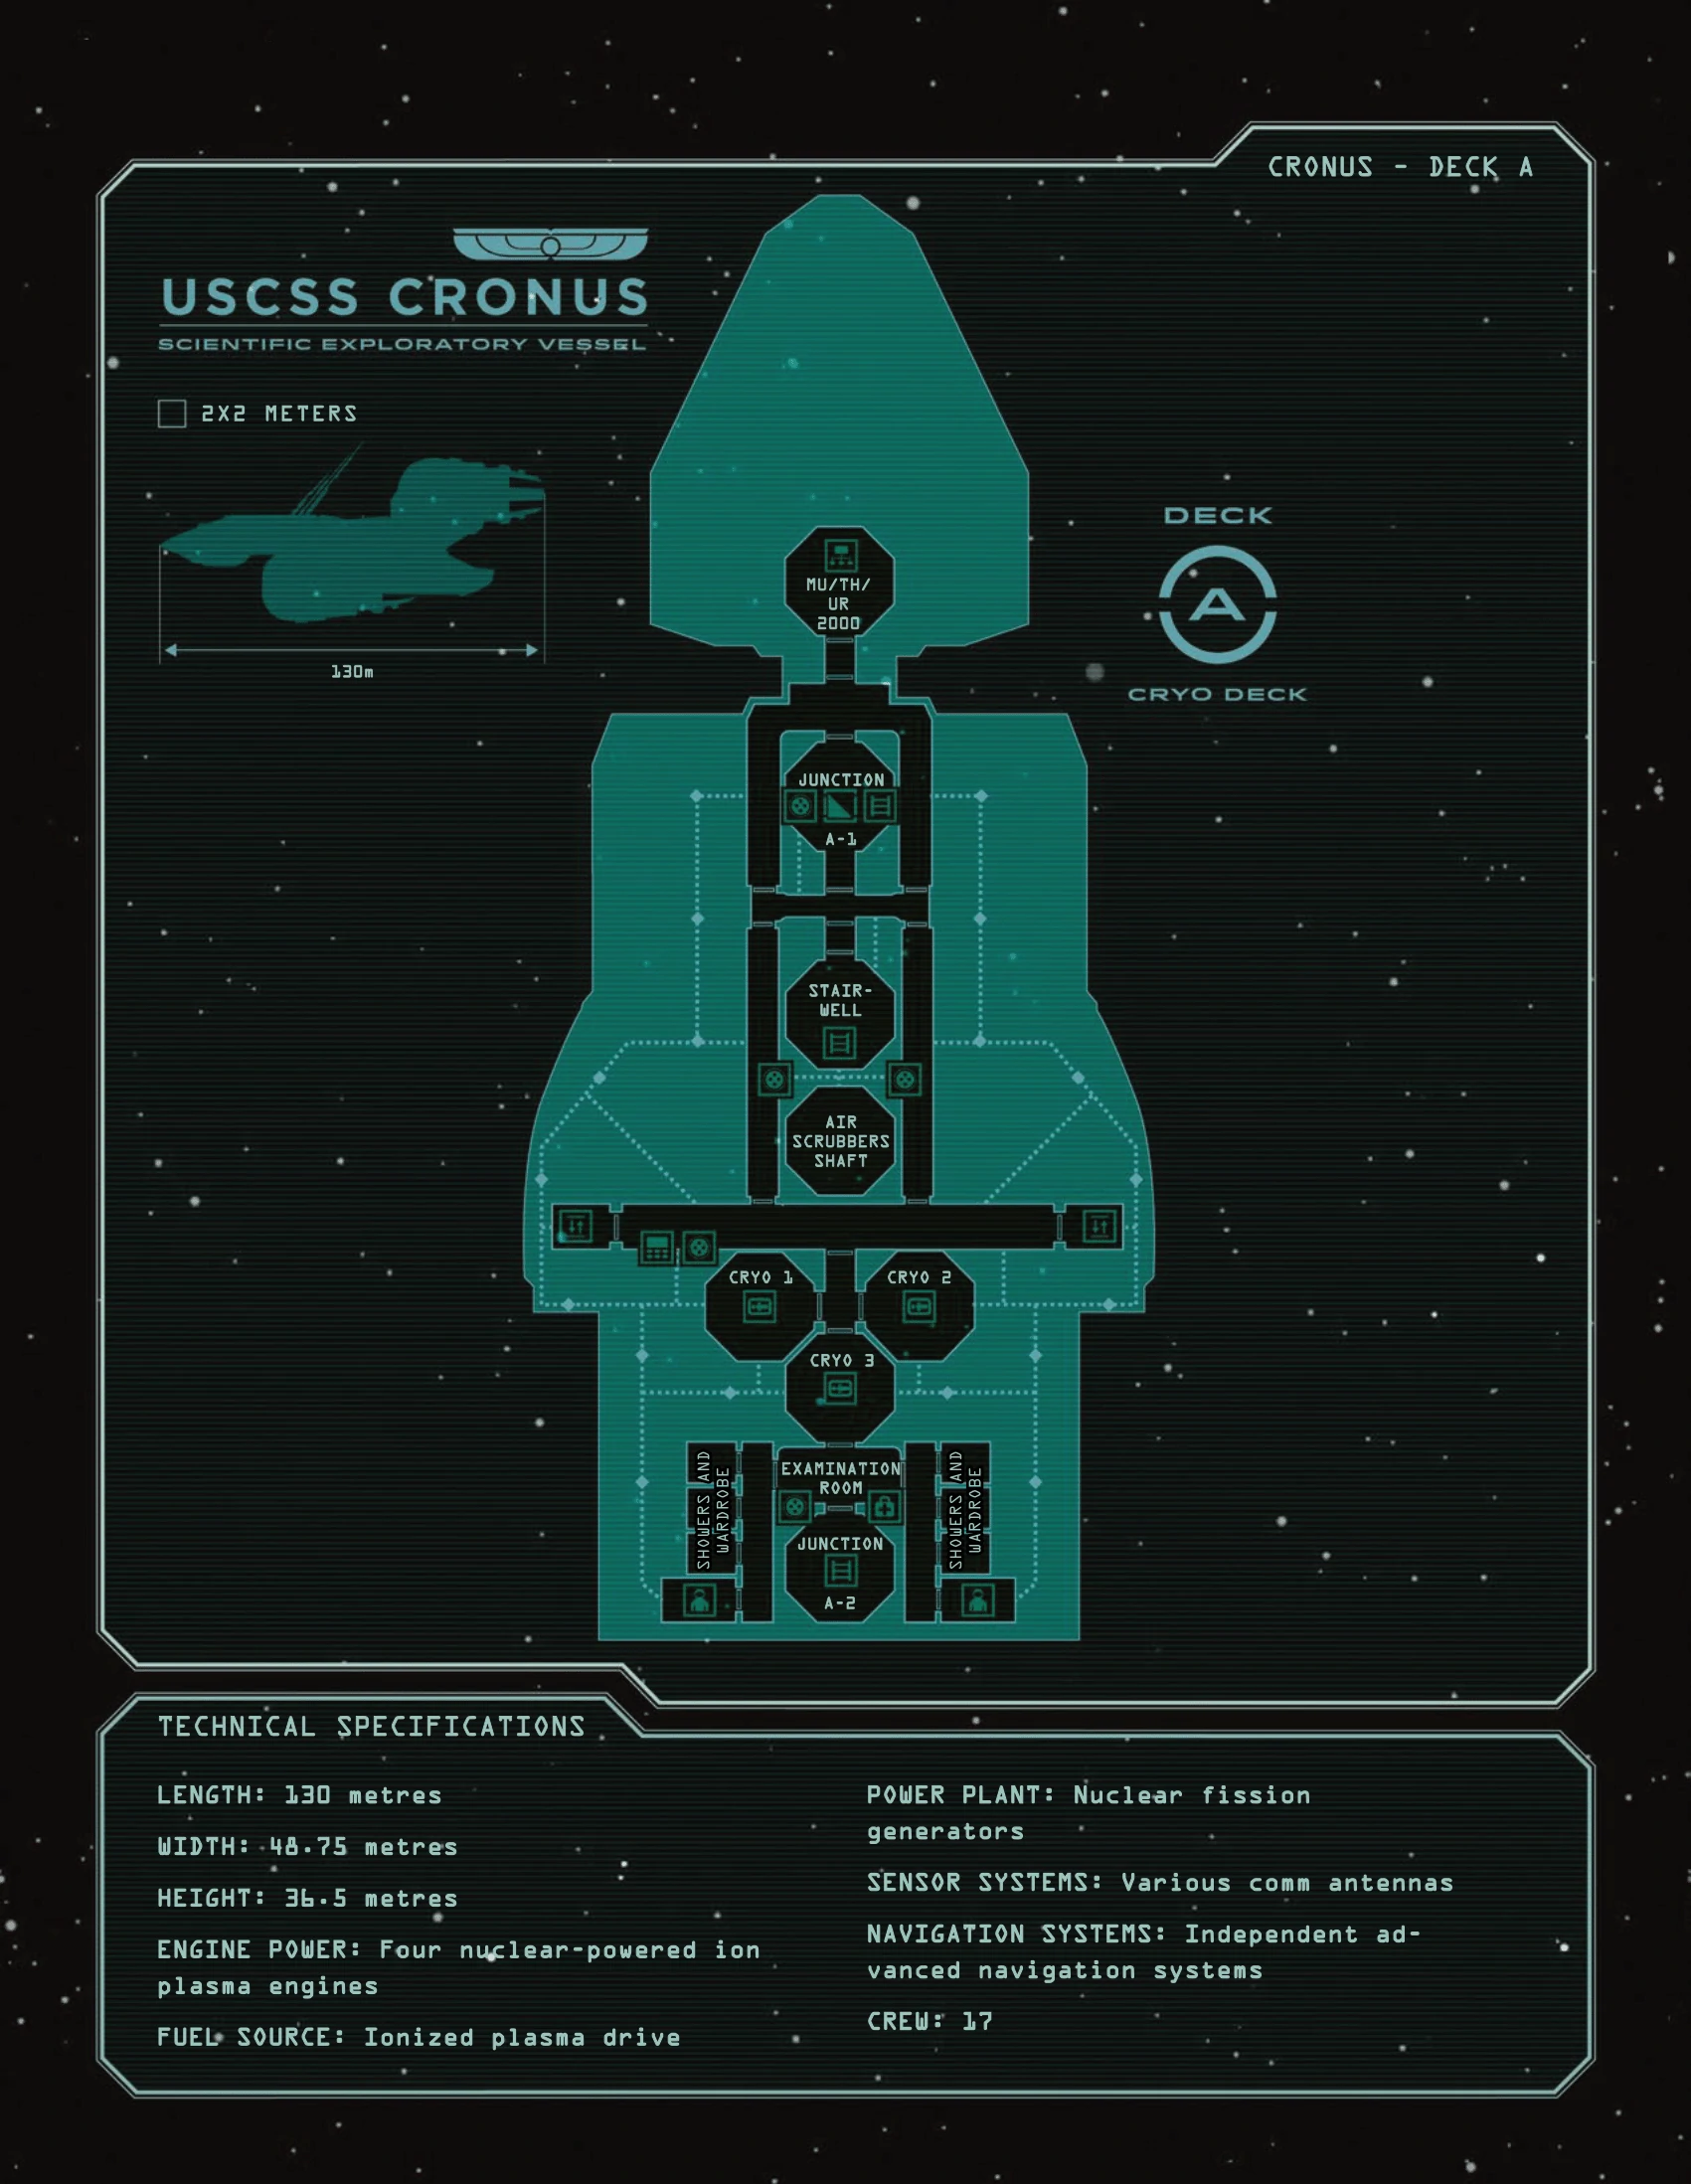 CRONUS - DECK A
USCSS CRONUS
SCIENTIFIC EXPLORATORY VESSEL
2X2 METERS
130m
DECK
A
CRYO DECK
MU/TH/
UR
2000
JUNCTION
A-1
STAIR-
WELL
AIR
SCRUBBERS
SHAFT
CRYO 1
CRYO 2
CRYO 3
SHOWERS AND
WARDROBE
EXAMINATION
ROOM
SHOWERS AND
WARDROBE
JUNCTION
A-2
TECHNICAL SPECIFICATIONS
LENGTH: 130 metres
WIDTH: 48.75 metres
HEIGHT: 36.5 metres
ENGINE POWER: Four nuclear-powered ion
plasma engines
FUEL SOURCE: Ionized plasma drive
POWER PLANT: Nuclear fission
generators
SENSOR SYSTEMS: Various comm antennas
NAVIGATION SYSTEMS: Independent ad-
vanced navigation systems
CREW: 17